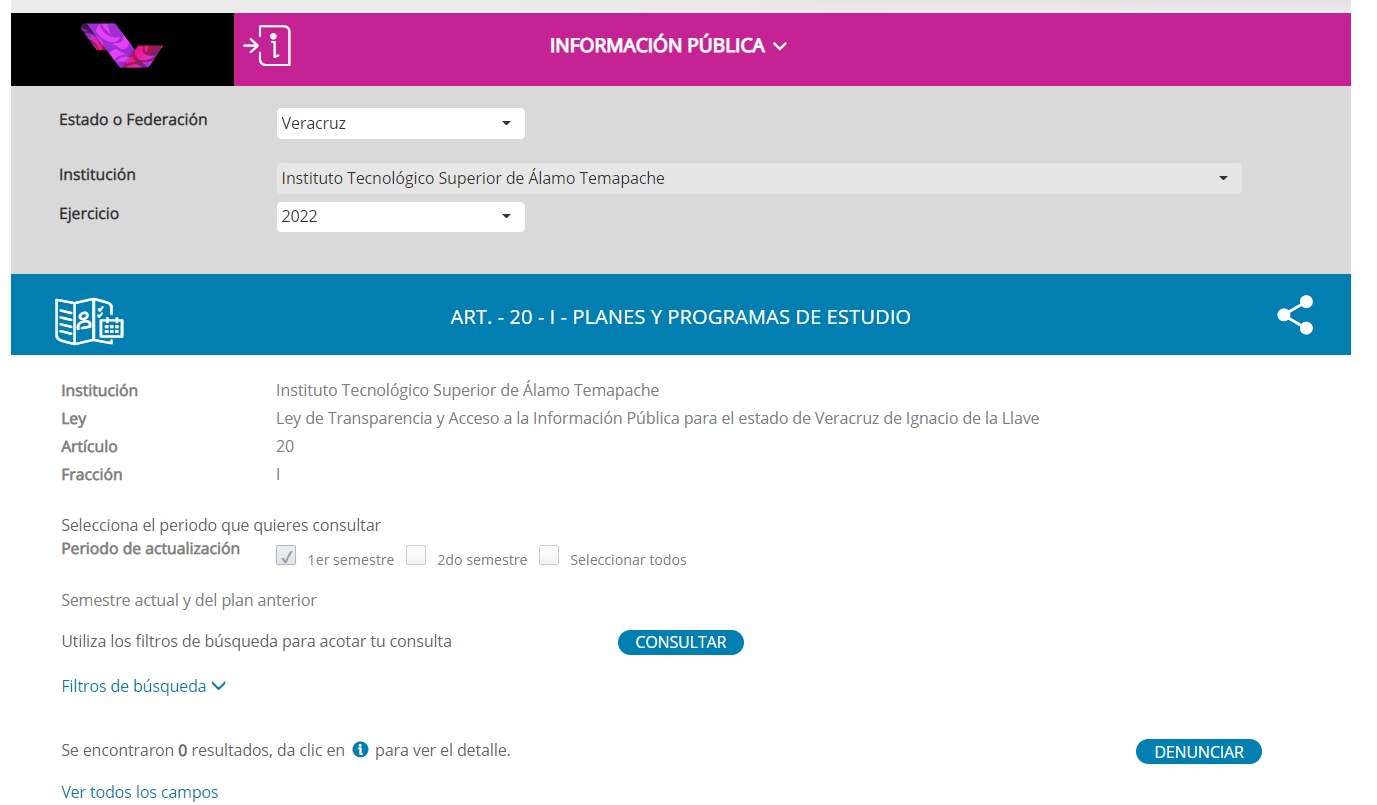 INFORMACIÓN PÚBLICA
Estado o Federación Veracruz
Institución Instituto Tecnológico Superior de Álamo Temapache
Ejercicio 2022
ART. - 20 - I - PLANES Y PROGRAMAS DE ESTUDIO
Institución Instituto Tecnológico Superior de Álamo Temapache
Ley Ley de Transparencia y Acceso a la Información Pública para el estado de Veracruz de Ignacio de la Llave
Artículo 20
Fracción I
Selecciona el periodo que quieres consultar
Periodo de actualización 1er semestre 2do semestre Seleccionar todos
Semestre actual y del plan anterior
Utiliza los filtros de búsqueda para acotar tu consulta CONSULTAR
Filtros de búsqueda
Se encontraron 0 resultados, da clic en i para ver el detalle. DENUNCIAR
Ver todos los campos